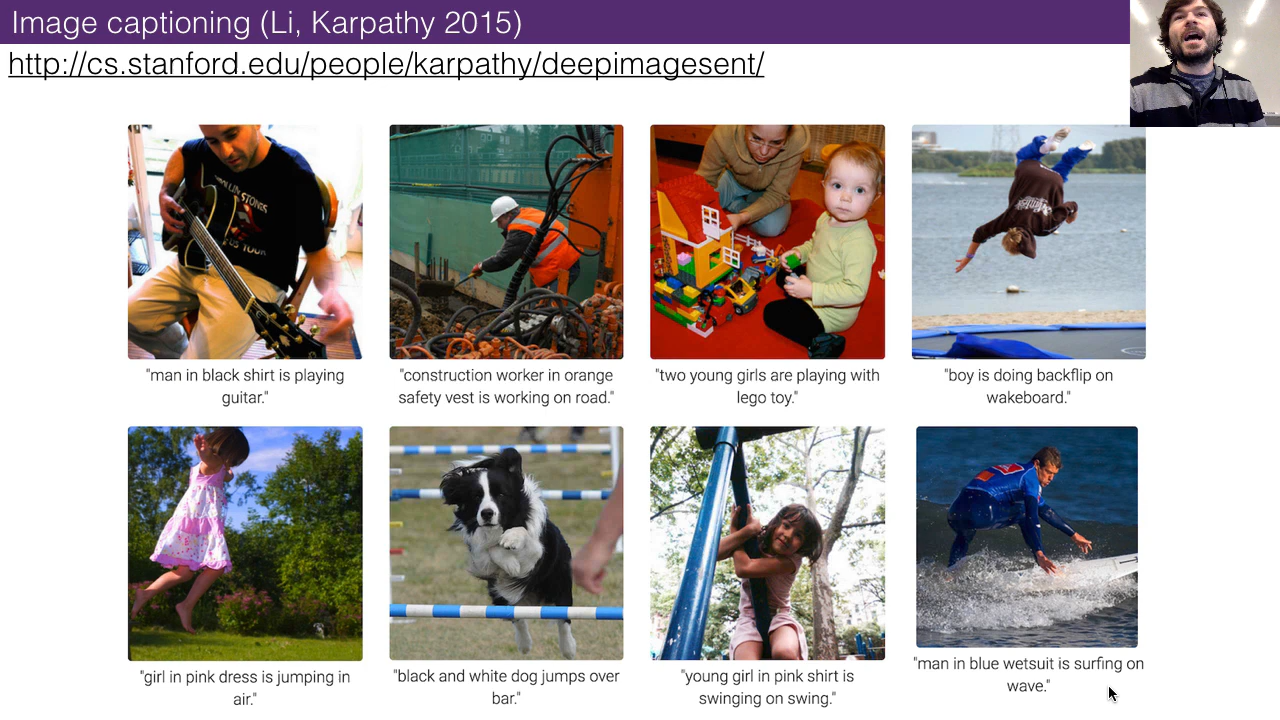 Image captioning (Li, Karpathy 2015)
http://cs.stanford.edu/people/karpathy/deepimagesent/
"man in black shirt is playing
guitar."
"construction worker in orange
safety vest is working on road."
"two young girls are playing with
lego toy."
"boy is doing backflip on
wakeboard."
"girl in pink dress is jumping in
air."
"black and white dog jumps over
bar."
"young girl in pink shirt is
swinging on swing."
"man in blue wetsuit is surfing on
wave."